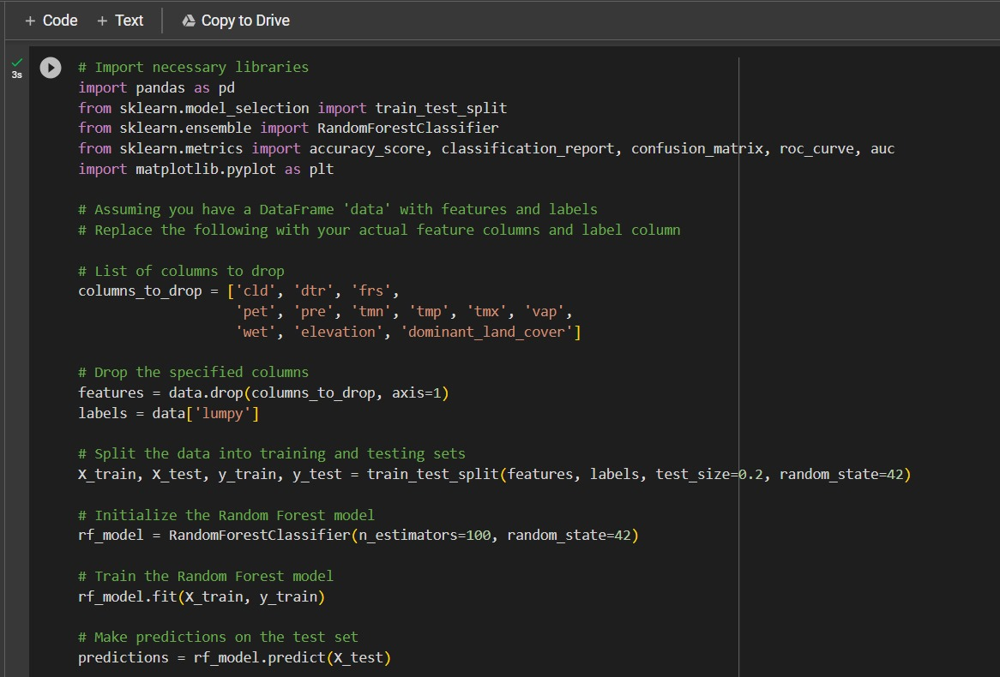 + Code + Text Copy to Drive
3s
# Import necessary libraries
import pandas as pd
from sklearn.model_selection import train_test_split
from sklearn.ensemble import RandomForestClassifier
from sklearn.metrics import accuracy_score, classification_report, confusion_matrix, roc_curve, auc
import matplotlib.pyplot as plt
# Assuming you have a DataFrame 'data' with features and labels
# Replace the following with your actual feature columns and label column
# List of columns to drop
columns_to_drop = ['cld', 'dtr', 'frs',
'pet', 'pre', 'tmn', 'tmp', 'tmx', 'vap',
'wet', 'elevation', 'dominant_land_cover']
# Drop the specified columns
features = data.drop(columns_to_drop, axis=1)
labels = data['lumpy']
# Split the data into training and testing sets
X_train, X_test, y_train, y_test = train_test_split(features, labels, test_size=0.2, random_state=42)
# Initialize the Random Forest model
rf_model = RandomForestClassifier(n_estimators=100, random_state=42)
# Train the Random Forest model
rf_model.fit(X_train, y_train)
# Make predictions on the test set
predictions = rf_model.predict(X_test)